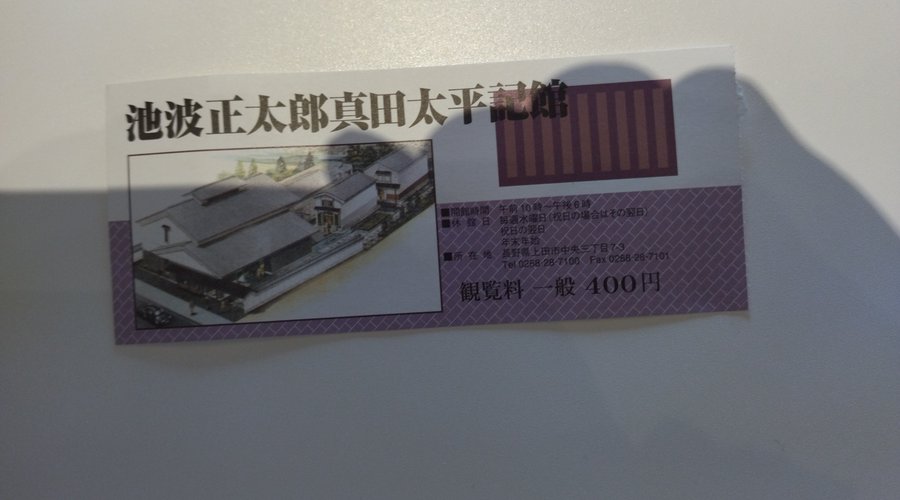 池波正太郎真田太平記館
■開館時間 午前10時〜午後6時
■休館日 毎週水曜日(祝日の場合はその翌日)
祝日の翌日
年末年始
■所在地 長野県上田市中央三丁目7-3
Tel 0268-28-7100 Fax 0268-28-7101
観覧料 一般 400円